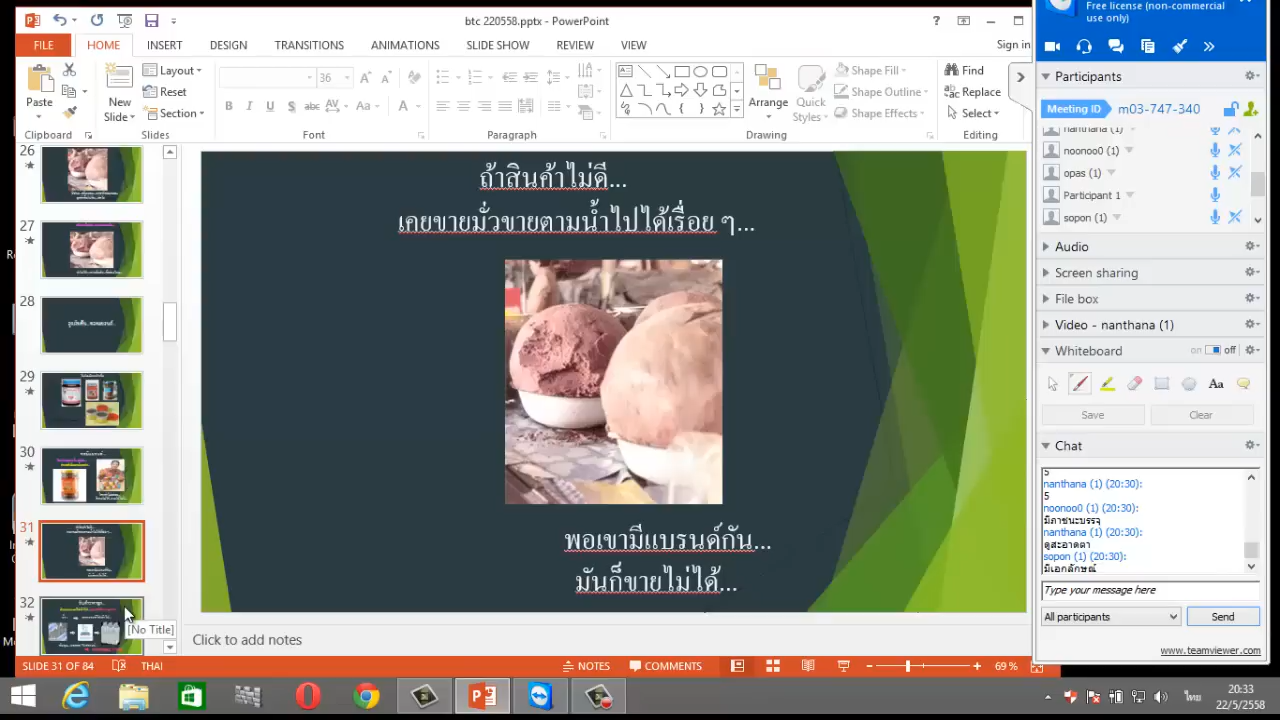 btc 220558.pptx - PowerPoint
?
FILE
HOME
INSERT
DESIGN
TRANSITIONS
ANIMATIONS
SLIDE SHOW
REVIEW
VIEW
Sign in
Paste
New
Slide
Layout
Reset
Section
36
B I U S abc AV Aa A
Shape Fill
Shape Outline
Shape Effects
Arrange
Quick
Styles
Find
Replace
Select
Clipboard
Slides
Font
Paragraph
Drawing
Editing
26
27
28
29
30
31
32
[No Title]
ถ้าสินค้าไม่ดี...
เคยขายมั่วขายตามน้ำไปได้เรื่อย ๆ...
พอเขามีแบรนด์กัน...
มันก็ขายไม่ได้...
Click to add notes
SLIDE 31 OF 84
THAI
NOTES
COMMENTS
69 %
Free license (non-commercial
use only)
Participants
Meeting ID
m03-747-340
nanthana (1)
noonoo0 (1)
opas (1)
Participant 1
sopon (1)
Audio
Screen sharing
File box
Video - nanthana (1)
Whiteboard
on off
Aa
Save
Clear
Chat
5
nanthana (1) (20:30):
5
noonoo0 (1) (20:30):
มีภาชนะบรรจุ
nanthana (1) (20:30):
ดูสะอาดตา
sopon (1) (20:30):
มีเอกลักษณ์
Type your message here
All participants
Send
www.teamviewer.com
ไทย
20:33
22/5/2558